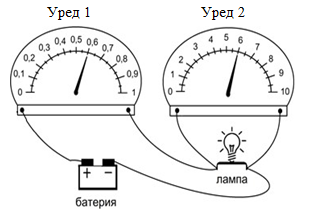 Уред 1
Уред 2
0 0,1 0,2 0,3 0,4 0,5 0,6 0,7 0,8 0,9 1
0 1 2 3 4 5 6 7 8 9 10
+ −
лампа
батерия